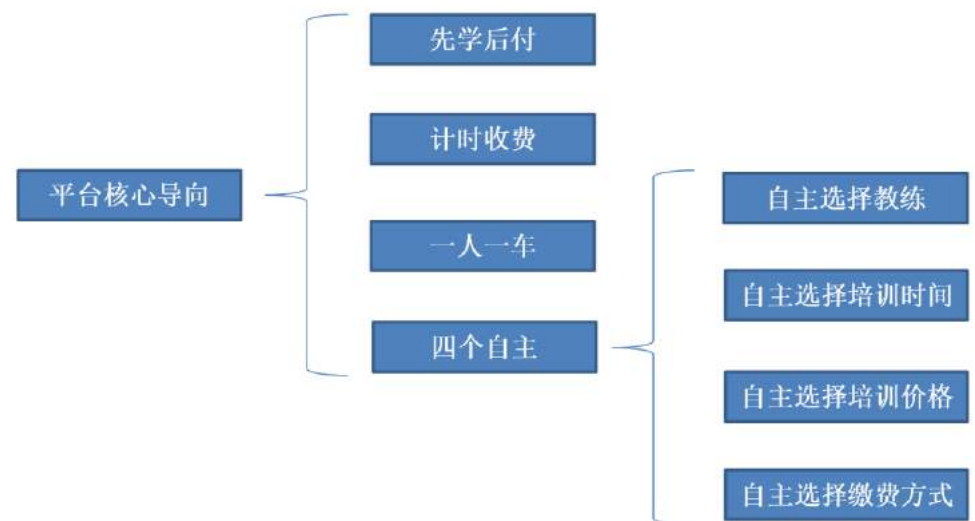 平台核心导向
先学后付
计时收费
一人一车
四个自主
自主选择教练
自主选择培训时间
自主选择培训价格
自主选择缴费方式